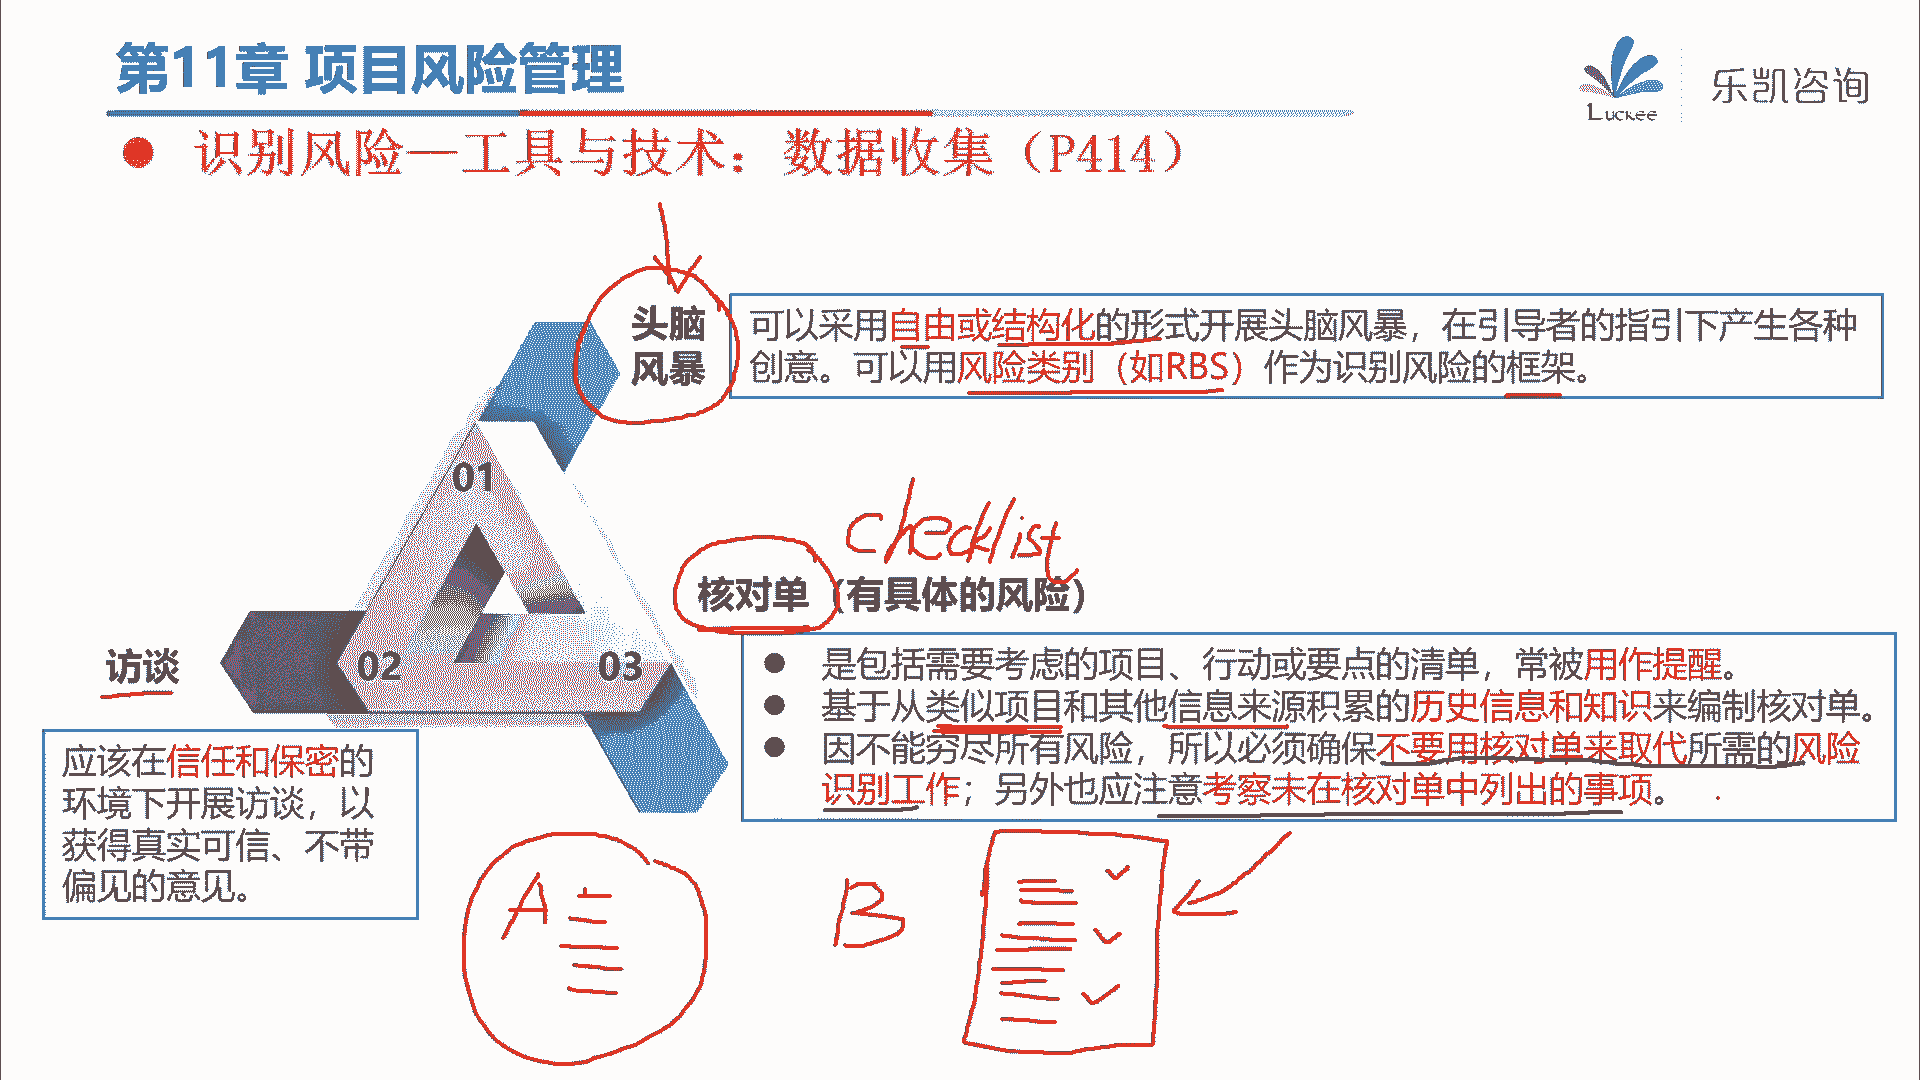 第11章 项目风险管理
Luckee
乐凯咨询
● 识别风险—工具与技术：数据收集（P414）
头脑
风暴
可以采用自由或结构化的形式开展头脑风暴，在引导者的指引下产生各种
创意。可以用风险类别（如RBS）作为识别风险的框架。
01
checklist
核对单（有具体的风险）
访谈
02
03
● 是包括需要考虑的项目、行动或要点的清单，常被用作提醒。
● 基于从类似项目和其他信息来源积累的历史信息和知识来编制核对单。
● 因不能穷尽所有风险，所以必须确保不要用核对单来取代所需的风险
识别工作；另外也应注意考察未在核对单中列出的事项。
应该在信任和保密的
环境下开展访谈，以
获得真实可信、不带
偏见的意见。
A
B